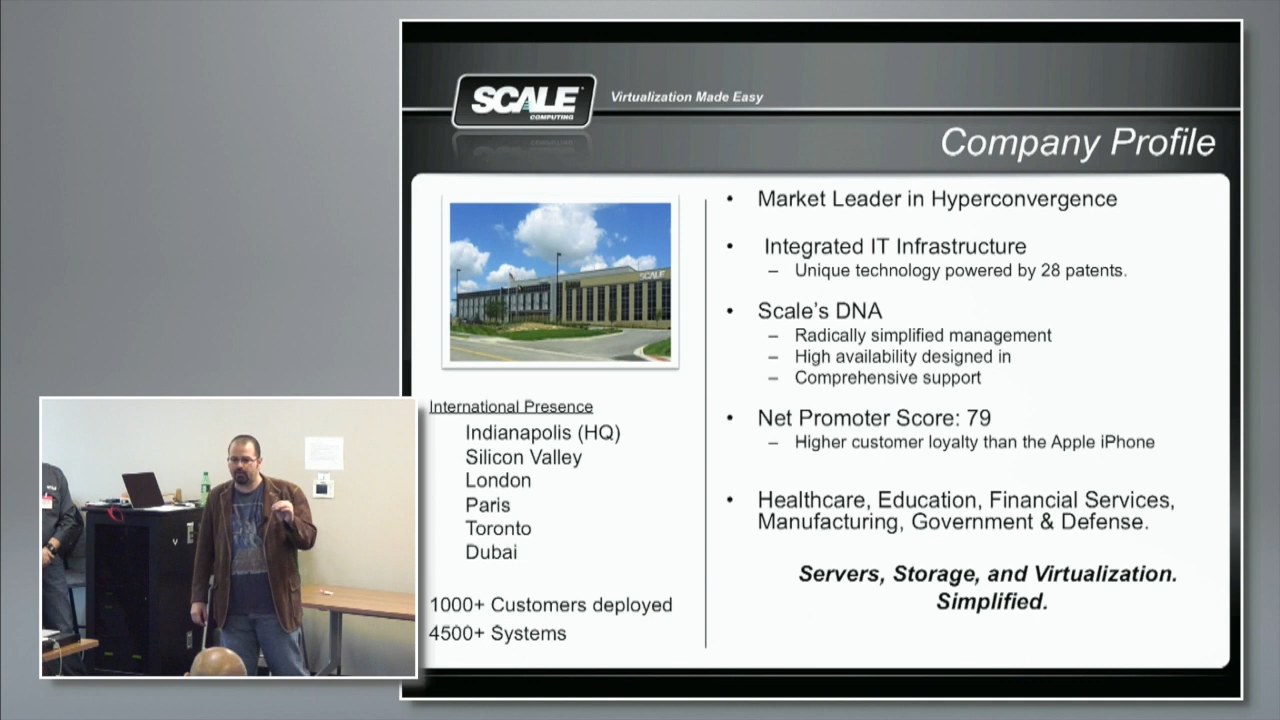 SCALE
COMPUTING
Virtualization Made Easy
Company Profile
SCALE
International Presence
Indianapolis (HQ)
Silicon Valley
London
Paris
Toronto
Dubai
1000+ Customers deployed
4500+ Systems
• Market Leader in Hyperconvergence
• Integrated IT Infrastructure
– Unique technology powered by 28 patents.
• Scale's DNA
– Radically simplified management
– High availability designed in
– Comprehensive support
• Net Promoter Score: 79
– Higher customer loyalty than the Apple iPhone
• Healthcare, Education, Financial Services,
Manufacturing, Government & Defense.
Servers, Storage, and Virtualization.
Simplified.